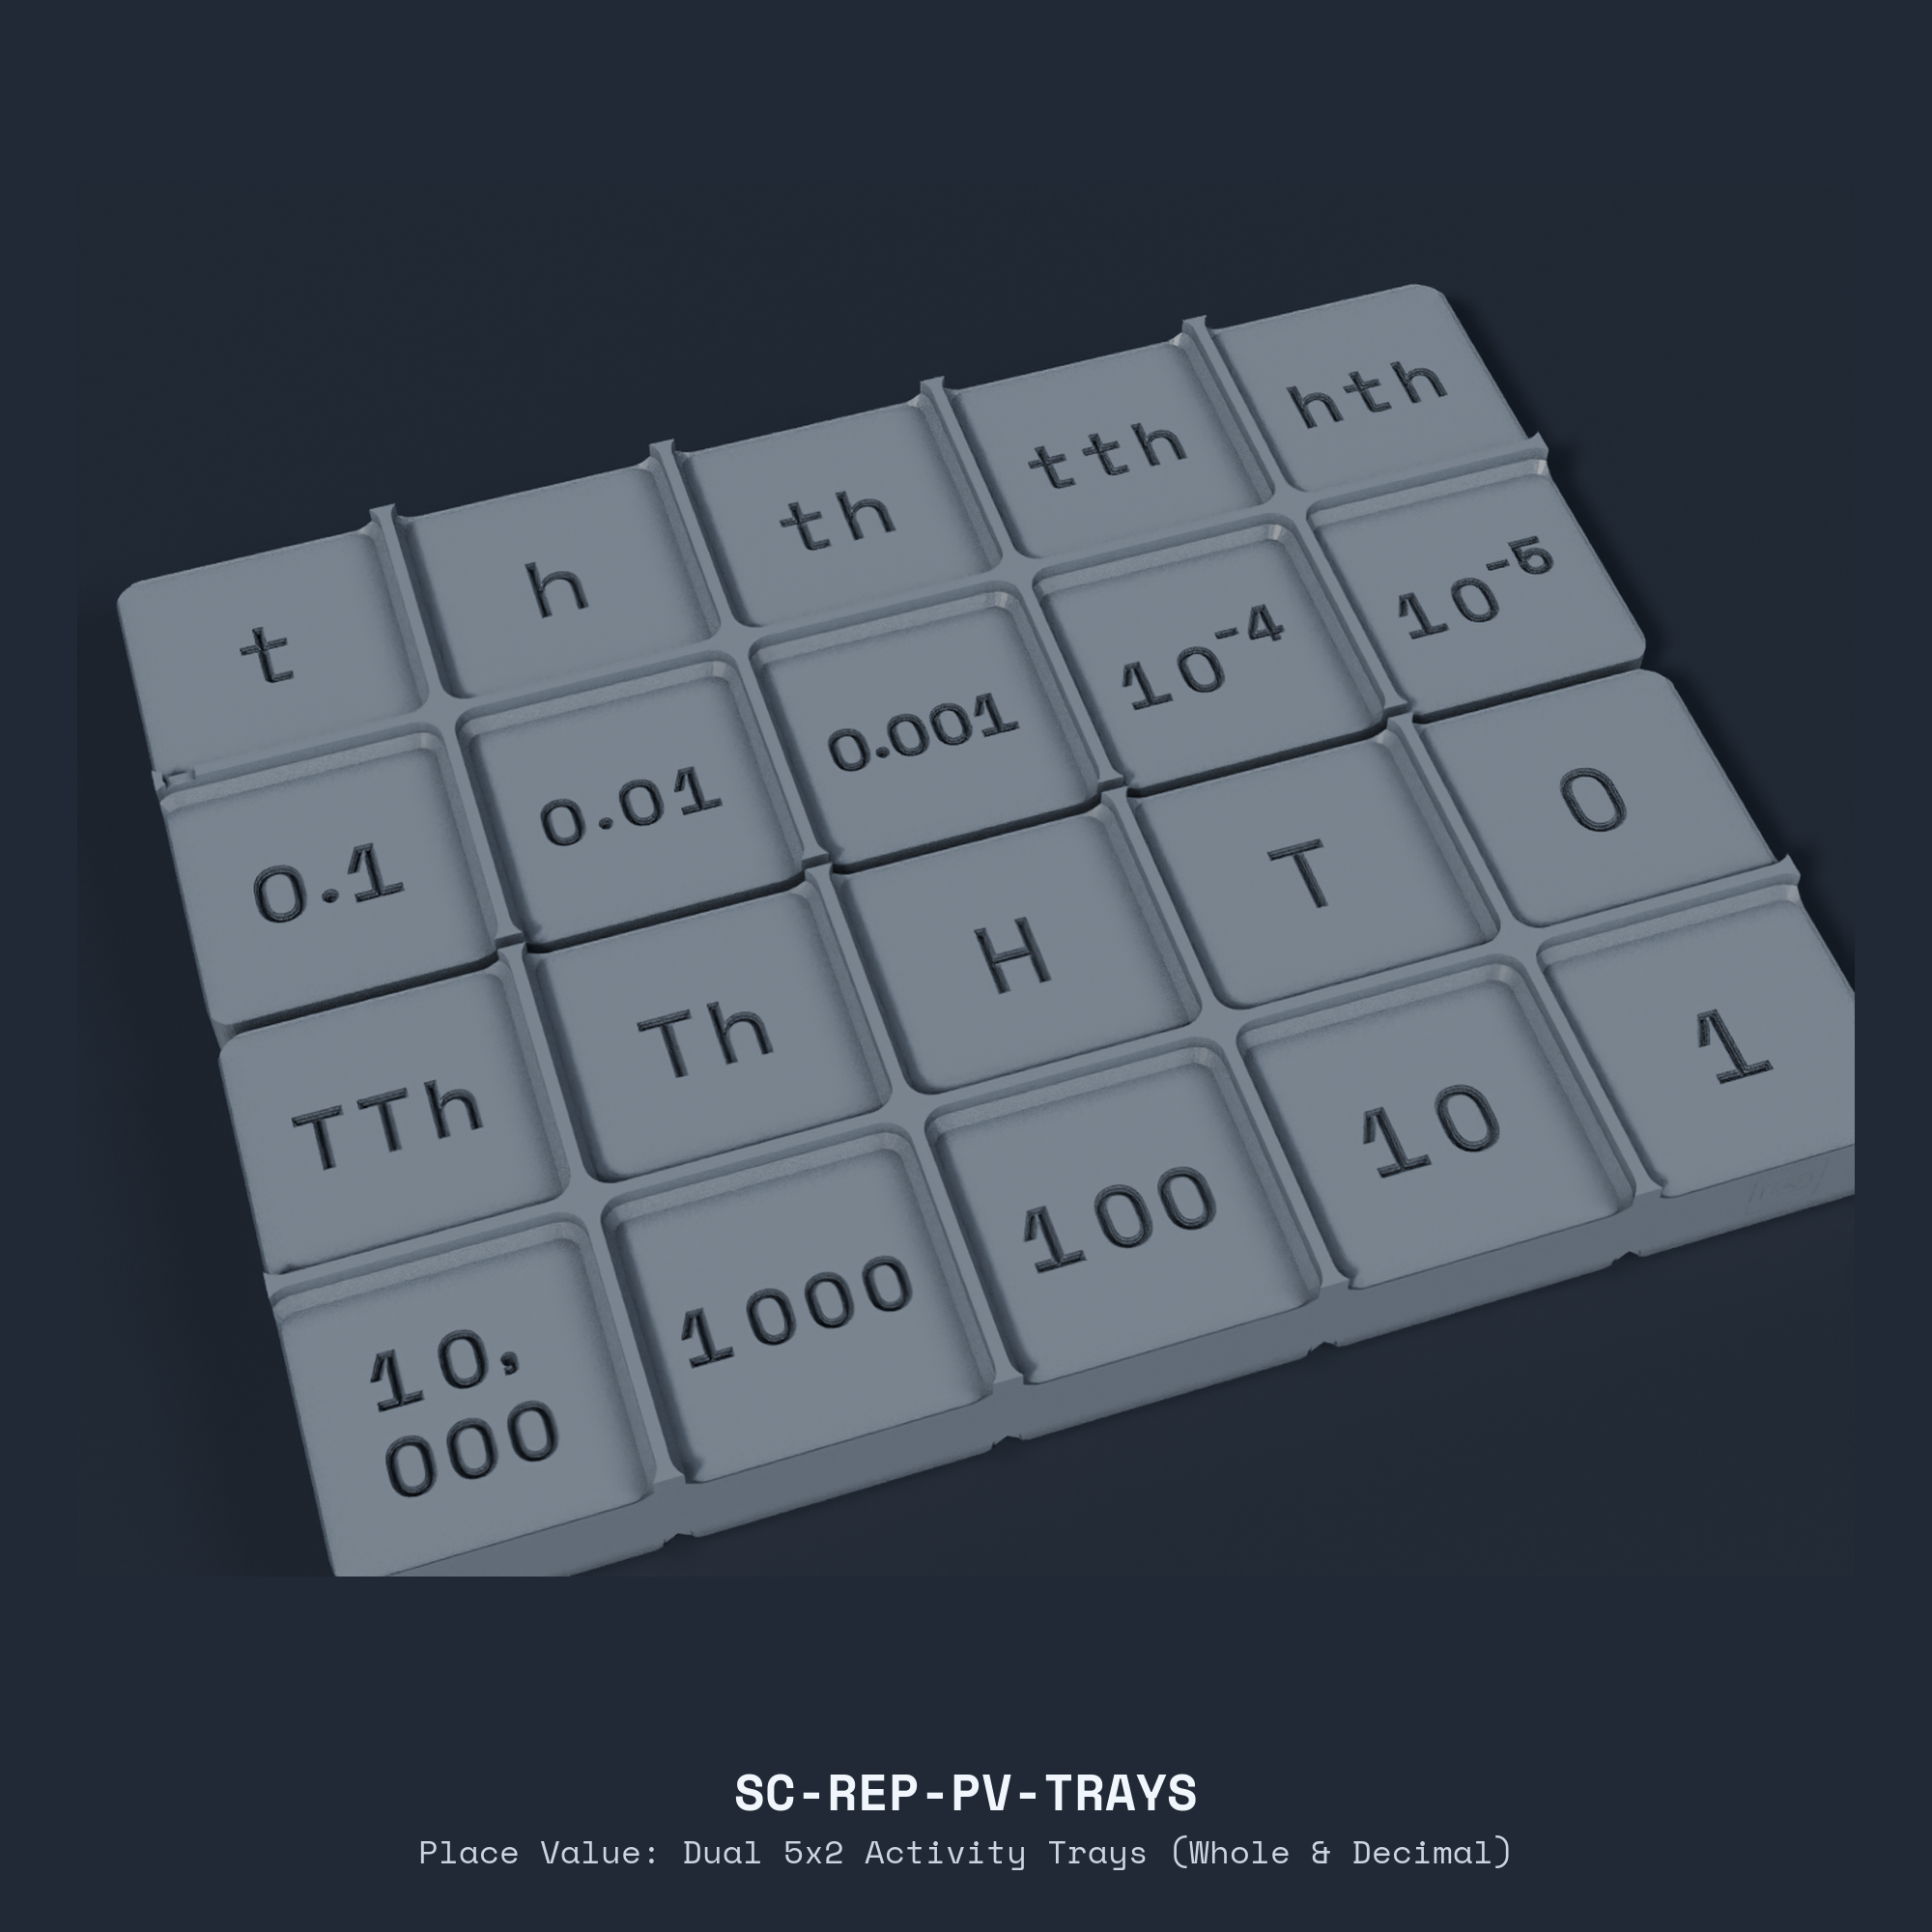 t h th tth hth
0.1 0.01 0.001 10⁻⁴ 10⁻⁵
TTh Th H T O
10,
000 1000 100 10 1
SC-REP-PV-TRAYS
Place Value: Dual 5x2 Activity Trays (Whole & Decimal)